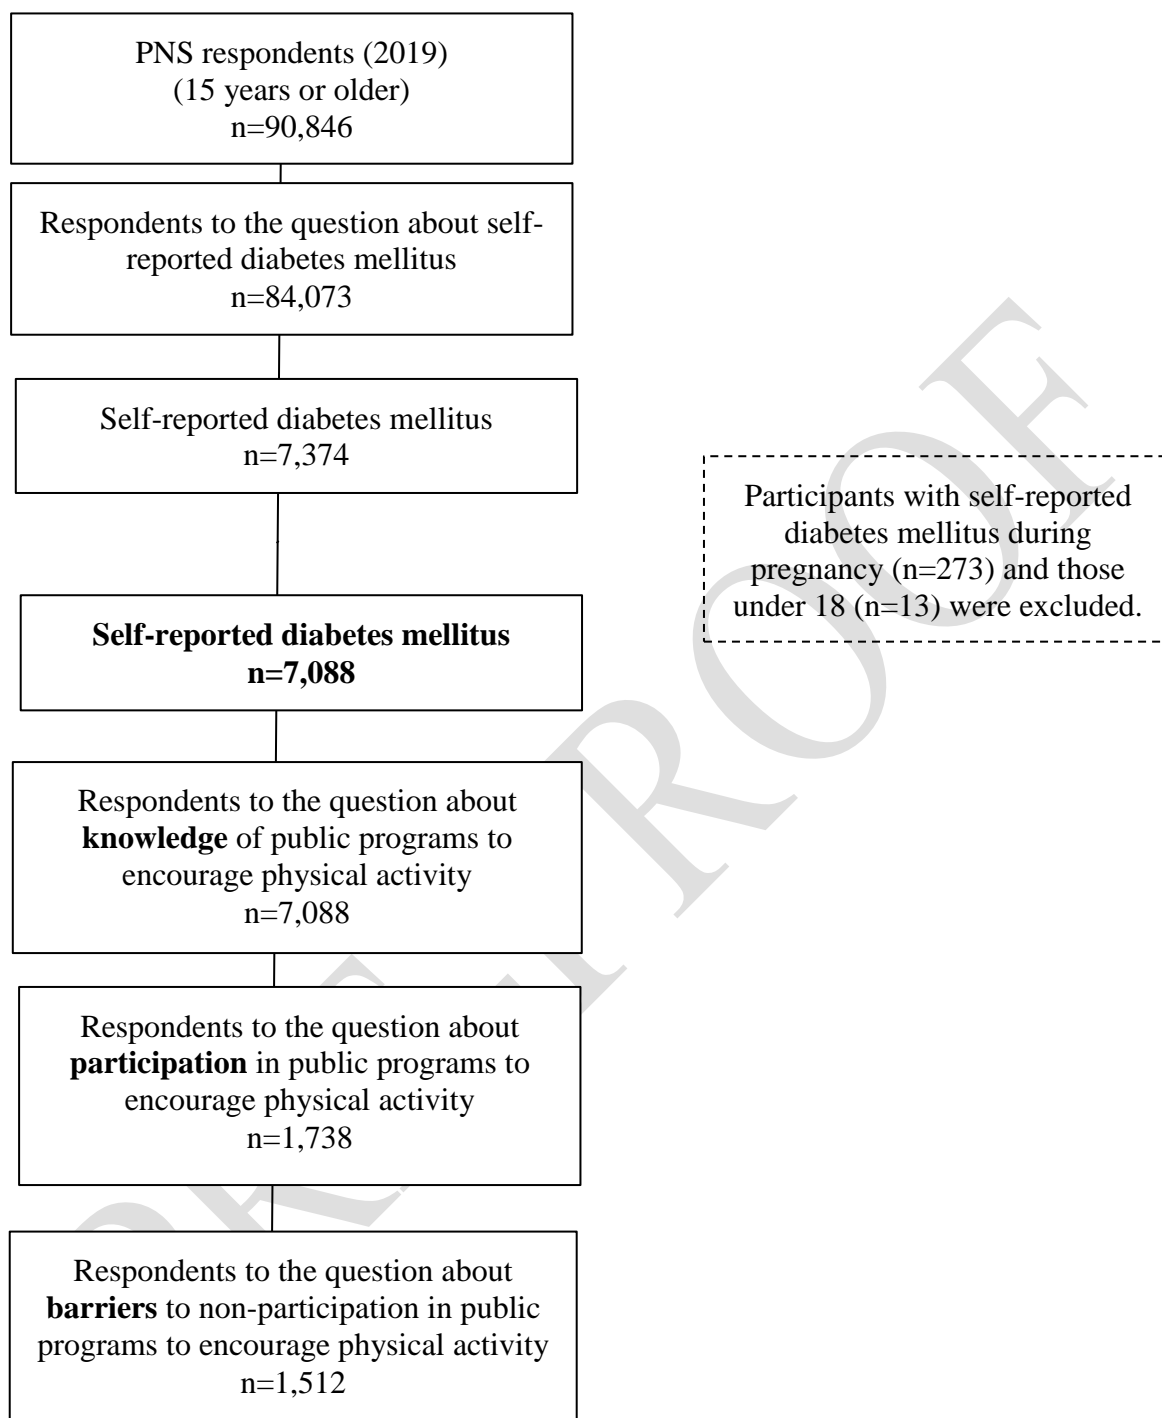 PNS respondents (2019)
(15 years or older)
n=90,846
Respondents to the question about self-
reported diabetes mellitus
n=84,073
Self-reported diabetes mellitus
n=7,374
Participants with self-reported
diabetes mellitus during
pregnancy (n=273) and those
under 18 (n=13) were excluded.
Self-reported diabetes mellitus
n=7,088
Respondents to the question about
knowledge of public programs to
encourage physical activity
n=7,088
Respondents to the question about
participation in public programs to
encourage physical activity
n=1,738
Respondents to the question about
barriers to non-participation in public
programs to encourage physical activity
n=1,512